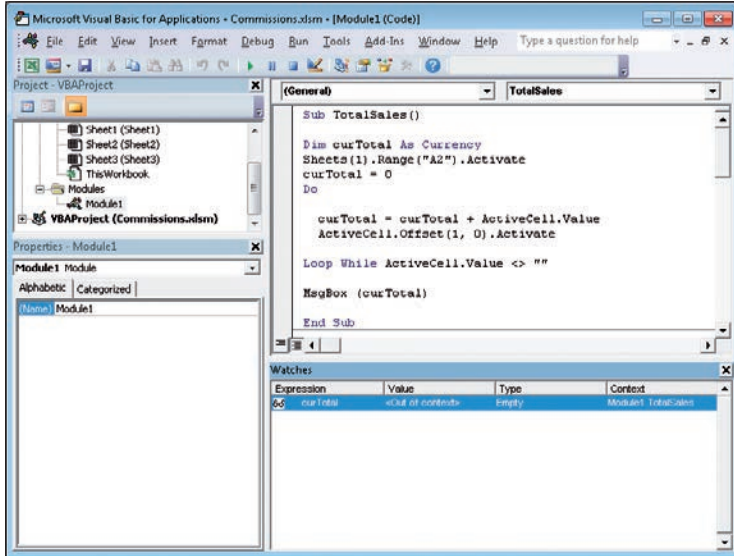 Microsoft Visual Basic for Applications - Commissions.xlsm - [Module1 (Code)]
File Edit View Insert Format Debug Run Tools Add-Ins Window Help Type a question for help
Project - VBAProject
Sheet1 (Sheet1)
Sheet2 (Sheet2)
Sheet3 (Sheet3)
ThisWorkbook
Modules
Module1
VBAProject (Commissions.xlsm)
Properties - Module1
Module1 Module
Alphabetic Categorized
(Name) Module1
(General) TotalSales
Sub TotalSales()
Dim curTotal As Currency
Sheets(1).Range("A2").Activate
curTotal = 0
Do
curTotal = curTotal + ActiveCell.Value
ActiveCell.Offset(1, 0).Activate
Loop While ActiveCell.Value <> ""
MsgBox (curTotal)
End Sub
Watches
Expression Value Type Context
curTotal <Out of context> Empty Module1.TotalSales